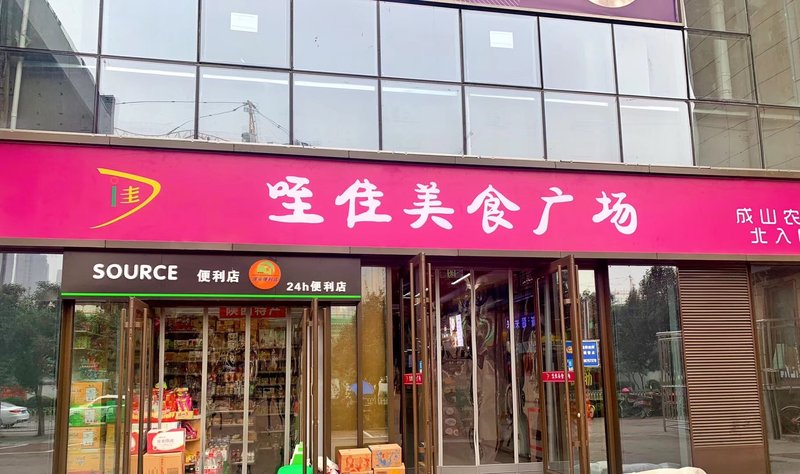 哐佳美食广场
成山农
北入
SOURCE 便利店
24h便利店
陕西特产